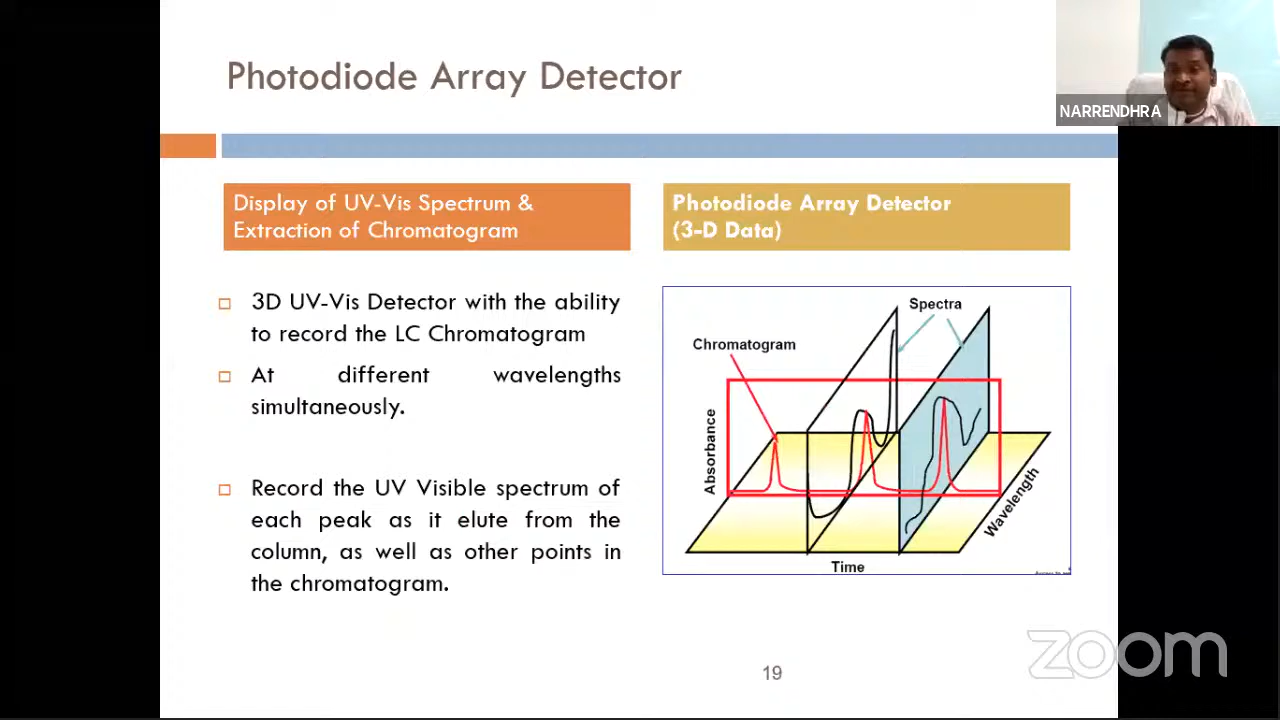 Photodiode Array Detector
NARRENDHRA
Display of UV-Vis Spectrum &
Extraction of Chromatogram
Photodiode Array Detector
(3-D Data)
3D UV-Vis Detector with the ability
to record the LC Chromatogram
At different wavelengths
simultaneously.
Record the UV Visible spectrum of
each peak as it elute from the
column, as well as other points in
the chromatogram.
Spectra
Chromatogram
Absorbance
Wavelength
Time
zoom
19